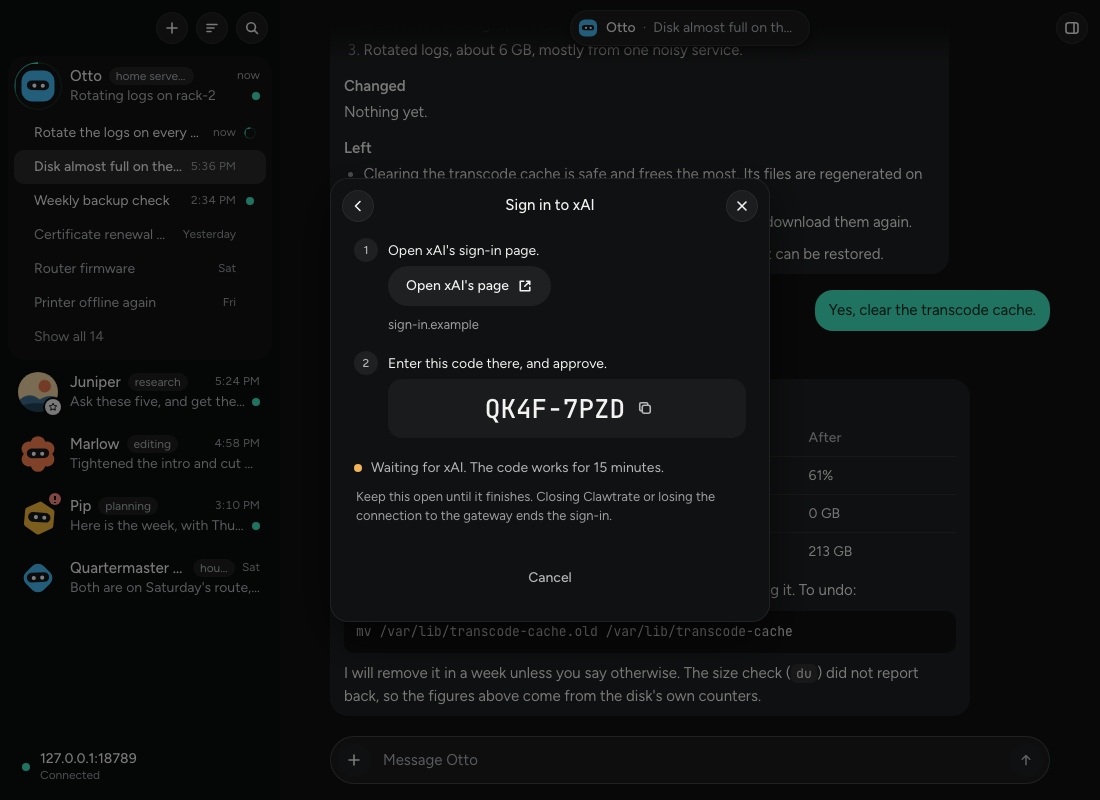 Otto · Disk almost full on th…
Otto home serve… now
Rotating logs on rack-2
Rotate the logs on every … now
Disk almost full on the… 5:36 PM
Weekly backup check 2:34 PM
Certificate renewal … Yesterday
Router firmware Sat
Printer offline again Fri
Show all 14
Juniper research 5:24 PM
Ask these five, and get the…
Marlow editing 4:58 PM
Tightened the intro and cut …
Pip planning 3:10 PM
Here is the week, with Thu…
Quartermaster … hou… Sat
Both are on Saturday's route,…
127.0.0.1:18789
Connected
3. Rotated logs, about 6 GB, mostly from one noisy service.
Changed
Nothing yet.
Left
• Clearing the transcode cache is safe and frees the most. Its files are regenerated on
download them again.
can be restored.
Yes, clear the transcode cache.
Sign in to xAI
1 Open xAI's sign-in page.
Open xAI's page
sign-in.example
2 Enter this code there, and approve.
QK4F-7PZD
Waiting for xAI. The code works for 15 minutes.
Keep this open until it finishes. Closing Clawtrate or losing the
connection to the gateway ends the sign-in.
Cancel
After
61%
0 GB
213 GB
it. To undo:
mv /var/lib/transcode-cache.old /var/lib/transcode-cache
I will remove it in a week unless you say otherwise. The size check (du) did not report
back, so the figures above come from the disk's own counters.
Message Otto